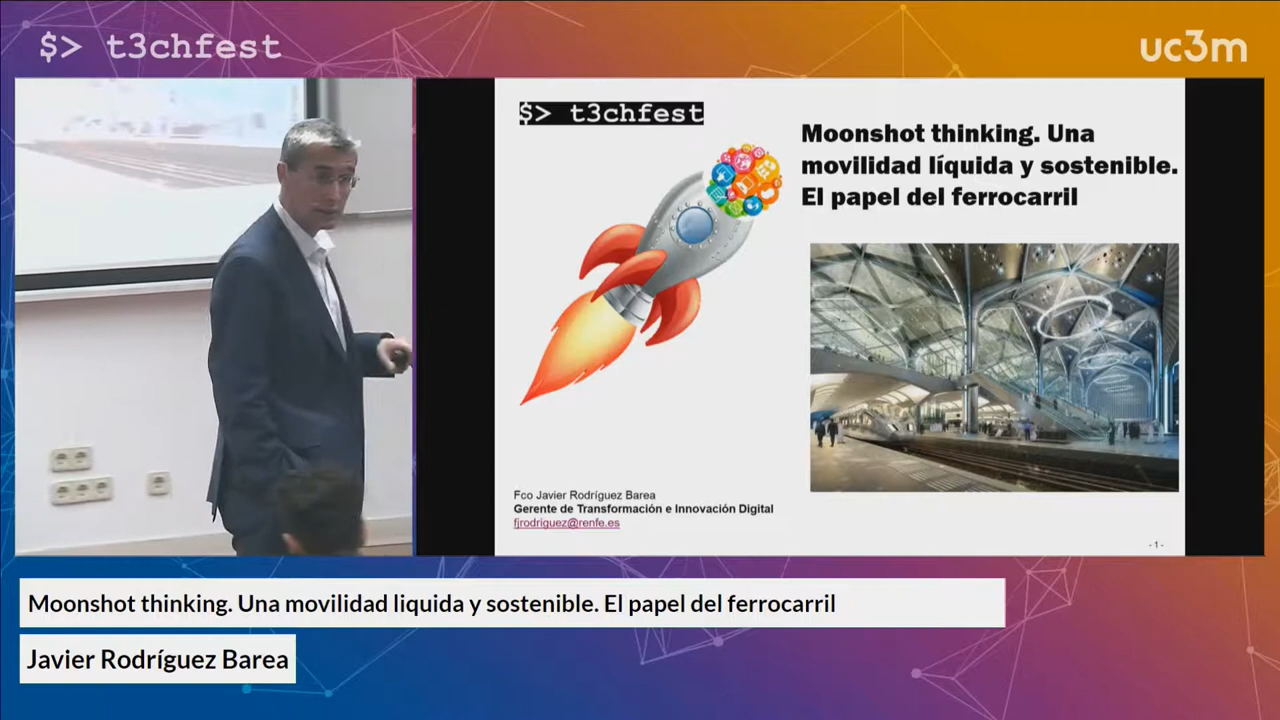 $> t3chfest
uc3m
$> t3chfest
Moonshot thinking. Una
movilidad líquida y sostenible.
El papel del ferrocarril
Fco Javier Rodríguez Barea
Gerente de Transformación e Innovación Digital
fjrodriguez@renfe.es
- 1 -
Moonshot thinking. Una movilidad liquida y sostenible. El papel del ferrocarril
Javier Rodríguez Barea